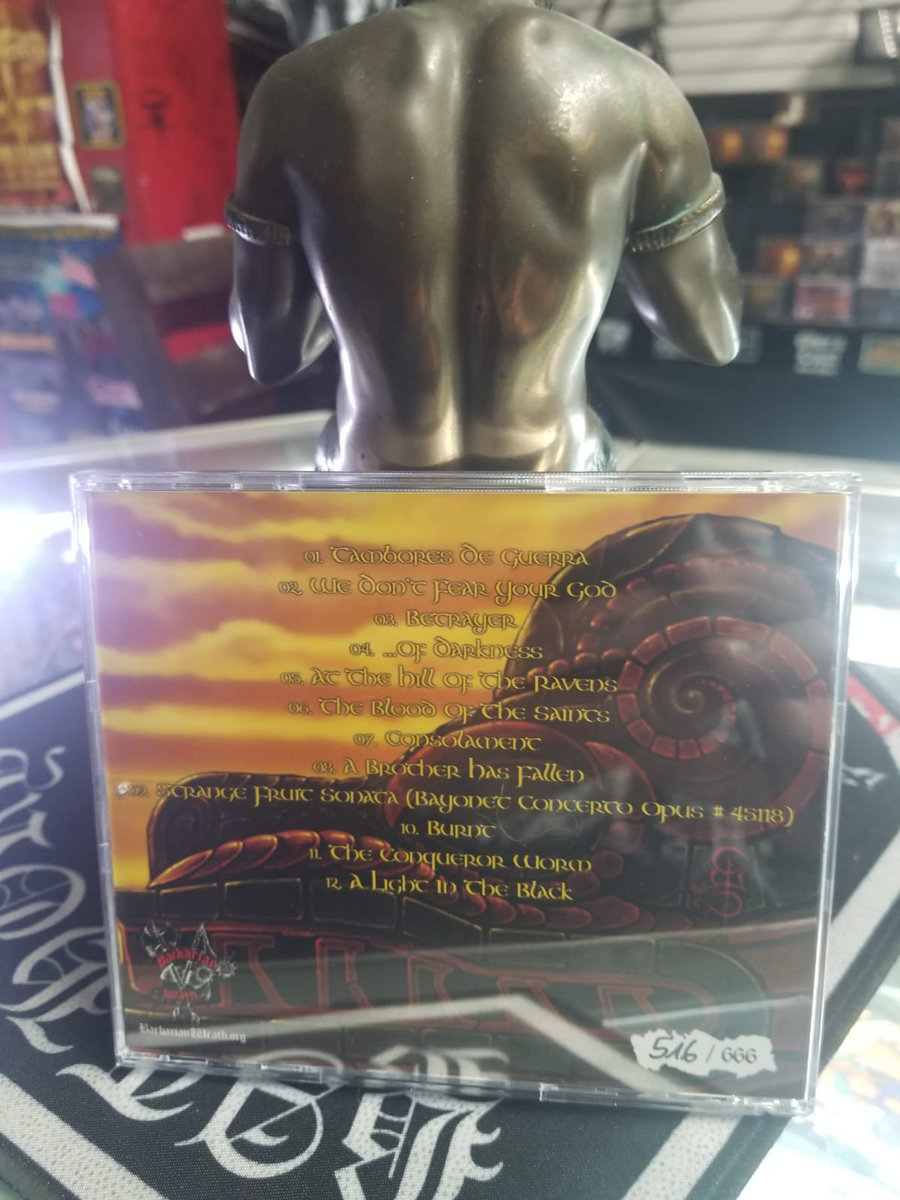 01. Tambores de Guerra
02. We Don't Fear Your God
03. Betrayer
04. ...Of Darkness
05. At The Hill Of The Ravens
06. The Blood Of The Saints
07. Consolament
08. A Brother Has Fallen
09. Strange Fruit Sonata (Bayonet Concerto Opus # 45118)
10. Burnt
11. The Conqueror Worm
12. A Light In The Black
Barbarian
Wrath
BarbarianWrath.org
516 / 666